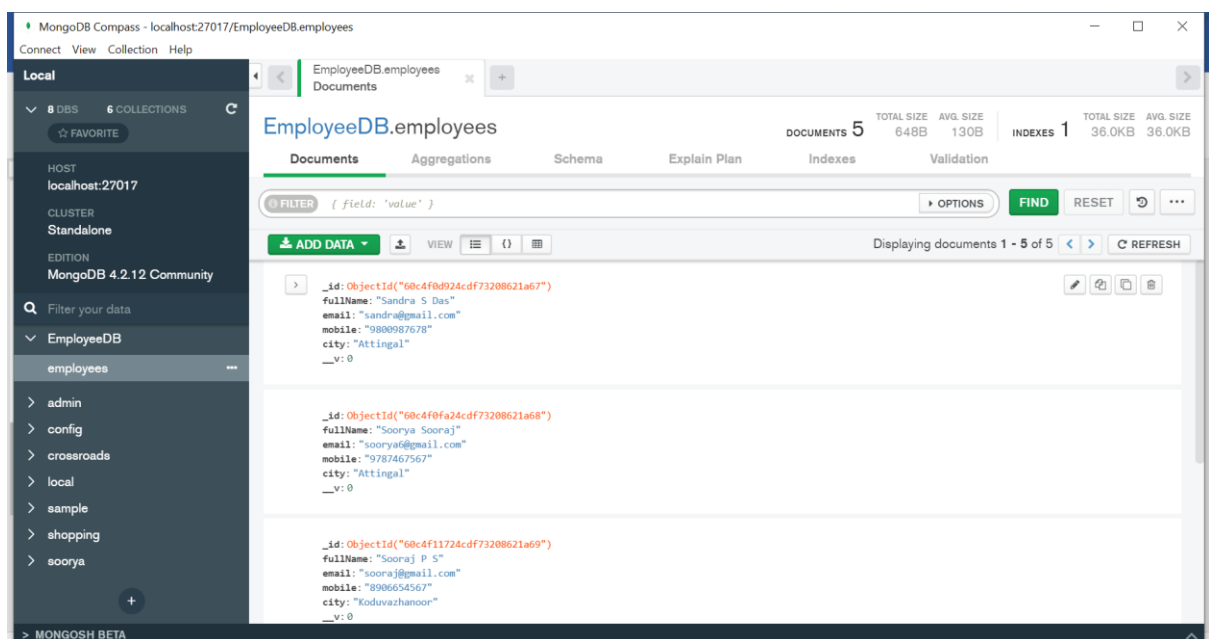 MongoDB Compass - localhost:27017/EmployeeDB.employees
Connect View Collection Help
Local
8 DBS 6 COLLECTIONS
☆ FAVORITE
HOST
localhost:27017
CLUSTER
Standalone
EDITION
MongoDB 4.2.12 Community
Filter your data
EmployeeDB
employees
admin
config
crossroads
local
sample
shopping
soorya
> MONGOSH BETA
EmployeeDB.employees
Documents
EmployeeDB.employees
DOCUMENTS 5 TOTAL SIZE 648B AVG. SIZE 130B INDEXES 1 TOTAL SIZE 36.0KB AVG. SIZE 36.0KB
Documents Aggregations Schema Explain Plan Indexes Validation
FILTER { field: 'value' } OPTIONS FIND RESET
ADD DATA VIEW {} Displaying documents 1 - 5 of 5 REFRESH
_id: ObjectId("60c4f0d924cdf73208621a67")
fullName: "Sandra S Das"
email: "sandra@gmail.com"
mobile: "9800987678"
city: "Attingal"
__v: 0
_id: ObjectId("60c4f0fa24cdf73208621a68")
fullName: "Soorya Sooraj"
email: "soorya6@gmail.com"
mobile: "9787467567"
city: "Attingal"
__v: 0
_id: ObjectId("60c4f11724cdf73208621a69")
fullName: "Sooraj P S"
email: "sooraj@gmail.com"
mobile: "8906654567"
city: "Koduvazhanoor"
__v: 0